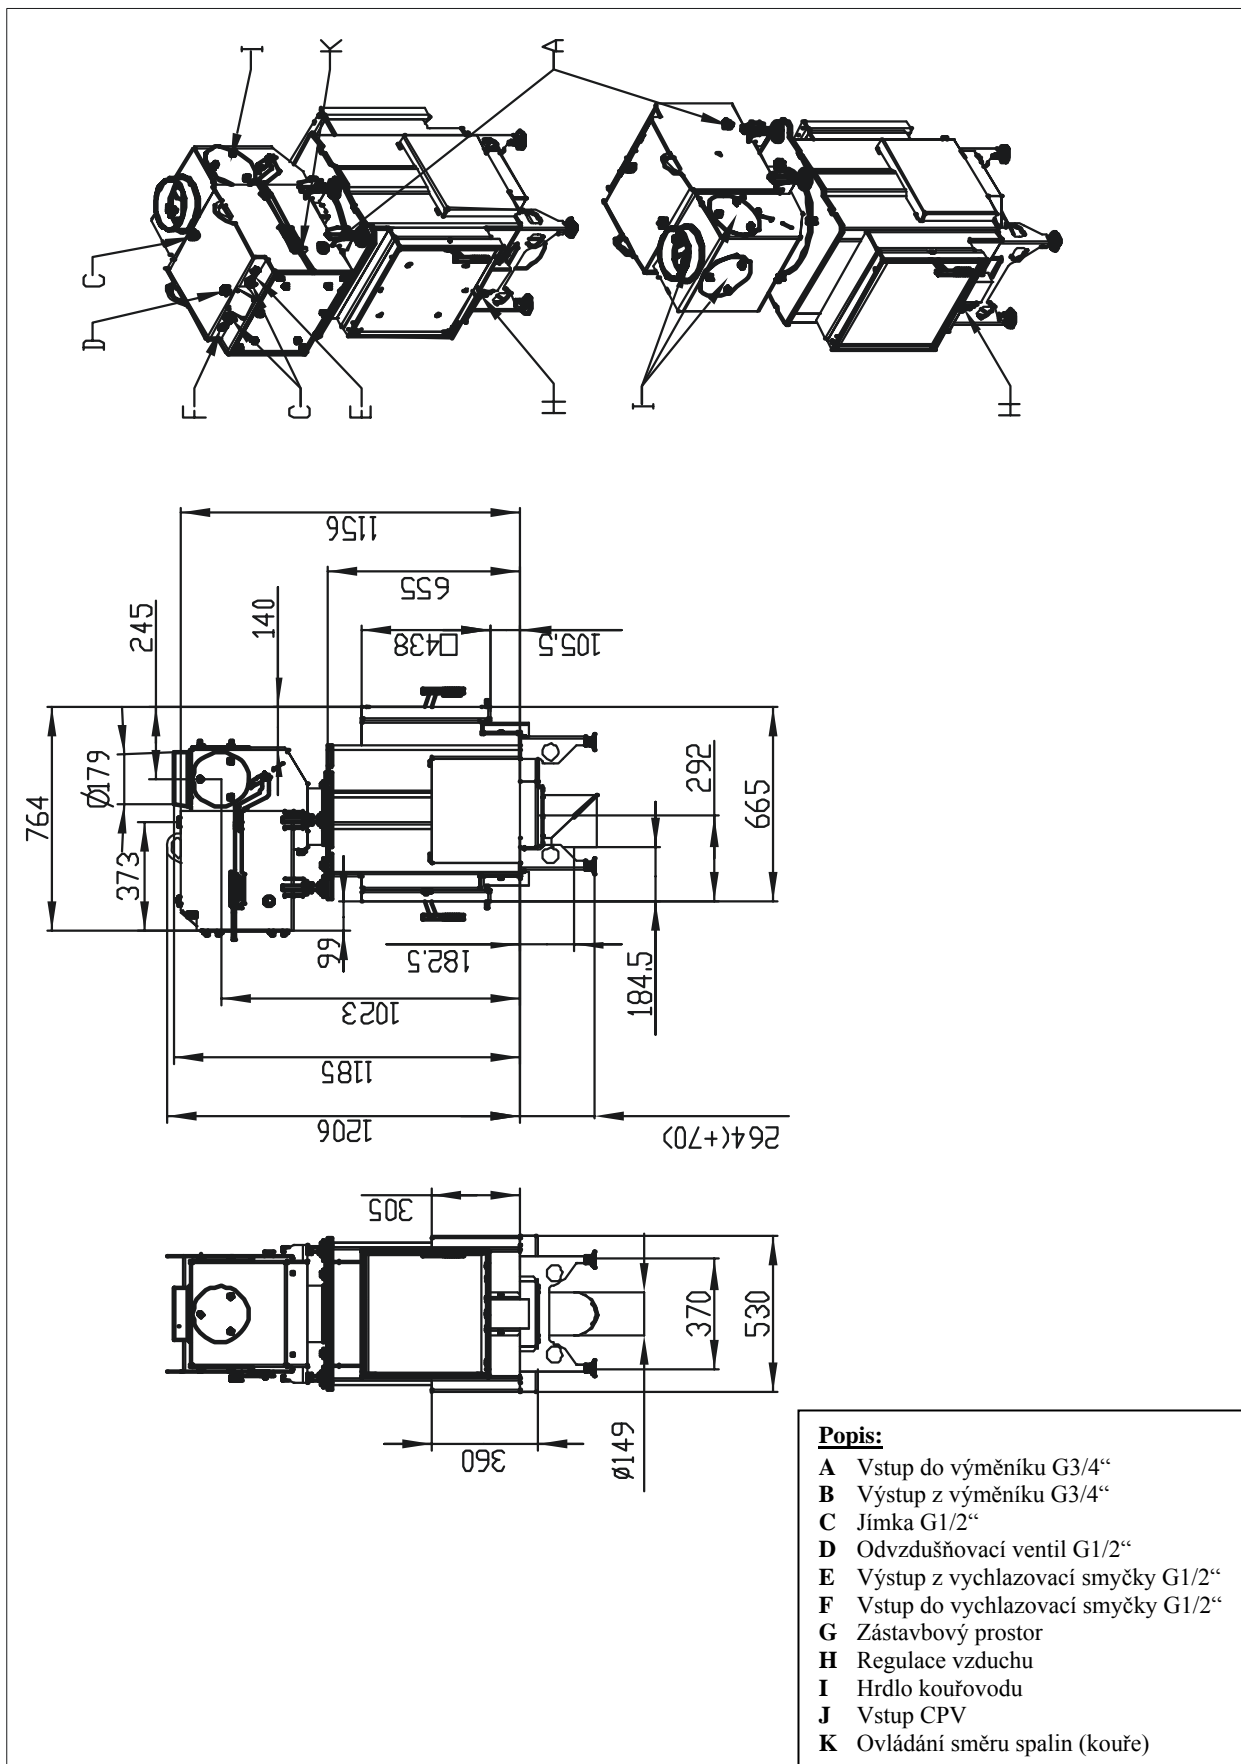 I
K
A
C
D
F
C
E
H
I
H
1156
655
□438
105.5
245
140
764
Ø179
373
99
182.5
1023
1185
1206
264(+70)
292
665
184.5
305
370
530
360
Ø149
Popis:
A Vstup do výměníku G3/4“
B Výstup z výměníku G3/4“
C Jímka G1/2“
D Odvzdušňovací ventil G1/2“
E Výstup z vychlazovací smyčky G1/2“
F Vstup do vychlazovací smyčky G1/2“
G Zástavbový prostor
H Regulace vzduchu
I Hrdlo kouřovodu
J Vstup CPV
K Ovládání směru spalin (kouře)